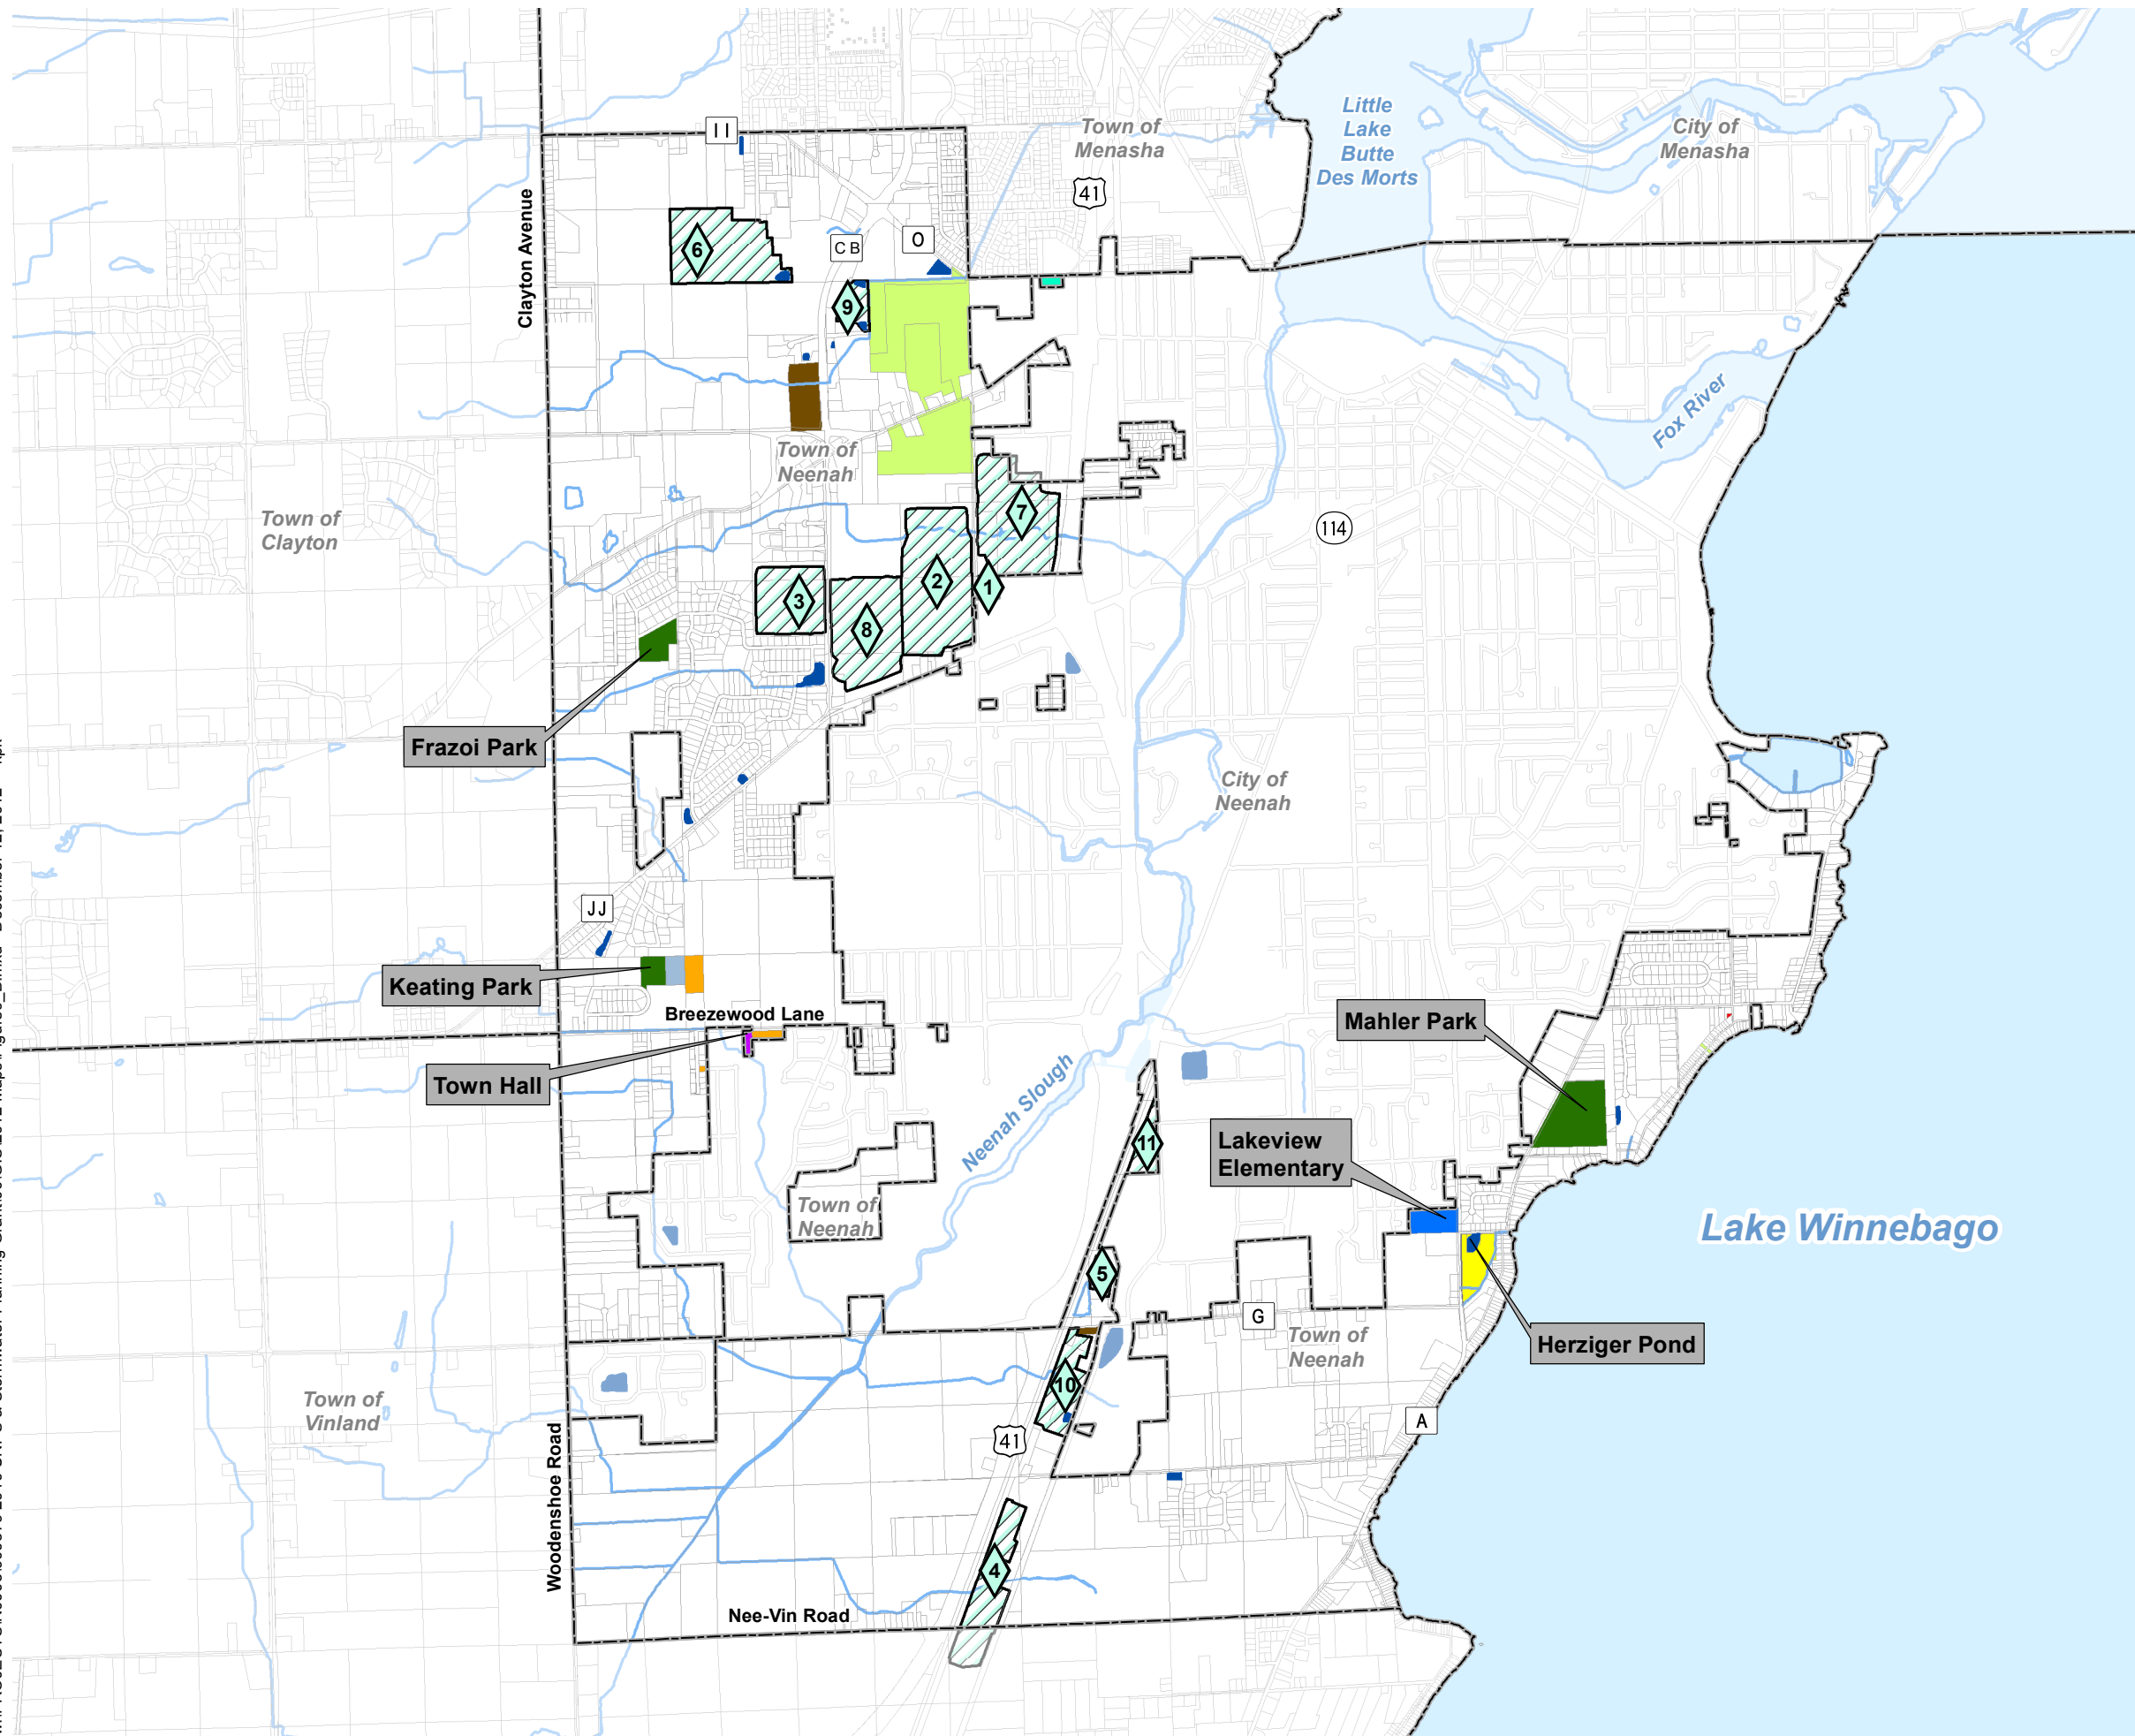 Little
Lake
Butte
Des Morts
Town of
Menasha
City of
Menasha
II
41
Clayton Avenue
6
CB
O
9
Fox River
Town of
Neenah
Town of
Clayton
7
114
2
1
3
8
Frazoi Park
City of
Neenah
JJ
Keating Park
Breezewood Lane
Mahler Park
Town Hall
Neenah Slough
11
Lakeview
Elementary
Town of
Neenah
Lake Winnebago
5
G
Town of
Neenah
Herziger Pond
10
Town of
Vinland
A
41
Woodenshoe Road
4
Nee-Vin Road